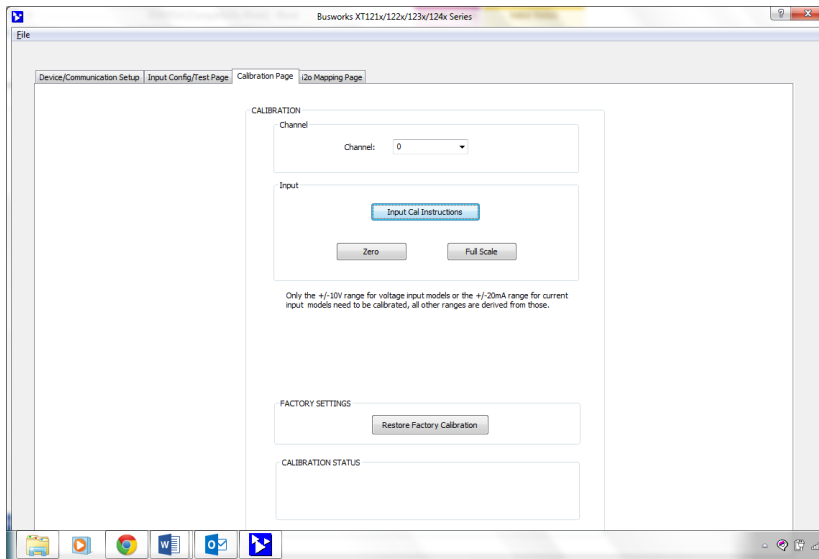 Busworks XT121x/122x/123x/124x Series
File
Device/Communication Setup Input Config/Test Page Calibration Page i2o Mapping Page
CALIBRATION
Channel
Channel: 0
Input
Input Cal Instructions
Zero Full Scale
Only the +/-10V range for voltage input models or the +/-20mA range for current
input models need to be calibrated, all other ranges are derived from those.
FACTORY SETTINGS
Restore Factory Calibration
CALIBRATION STATUS